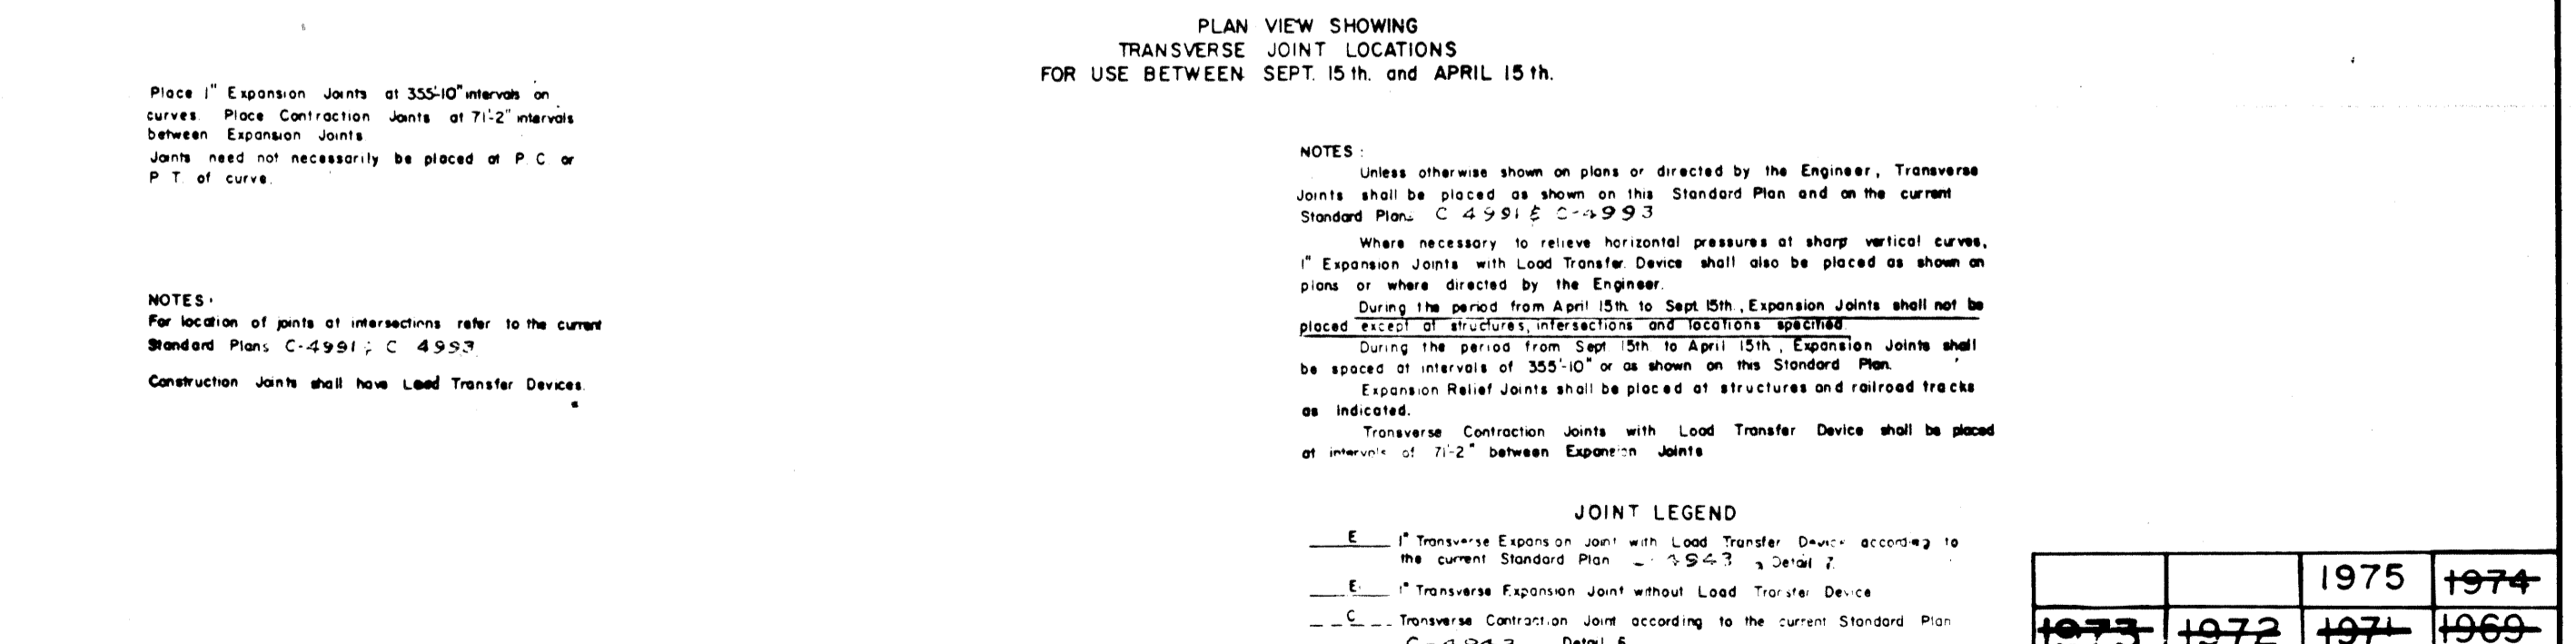 PLAN VIEW SHOWING
TRANSVERSE JOINT LOCATIONS
FOR USE BETWEEN SEPT. 15th. and APRIL 15th.
Place 1" Expansion Joints at 355'-10" intervals on
curves. Place Contraction Joints at 71'-2" intervals
between Expansion Joints.
Joints need not necessarily be placed at P.C. or
P.T. of curve.
NOTES:
For location of joints at intersections refer to the current
Standard Plans C-4991 & C 4993
Construction Joints shall have Load Transfer Devices.
NOTES:
Unless otherwise shown on plans or directed by the Engineer, Transverse
Joints shall be placed as shown on this Standard Plan and on the current
Standard Plans C 4991 & C-4993
Where necessary to relieve horizontal pressures at sharp vertical curves,
1" Expansion Joints with Load Transfer Device shall also be placed as shown on
plans or where directed by the Engineer.
During the period from April 15th. to Sept. 15th., Expansion Joints shall not be
placed except at structures, intersections and locations specified.
During the period from Sept 15th to April 15th, Expansion Joints shall
be spaced at intervals of 355'-10" or as shown on this Standard Plan.
Expansion Relief Joints shall be placed at structures and railroad tracks
as indicated.
Transverse Contraction Joints with Load Transfer Device shall be placed
at intervals of 71'-2" between Expansion Joints
JOINT LEGEND
E 1" Transverse Expansion Joint with Load Transfer Device according to
the current Standard Plan Detail 7
E 1" Transverse Expansion Joint without Load Transfer Device
C Transverse Contraction Joint according to the current Standard Plan
1975 1974
1973 1972 1971 1969